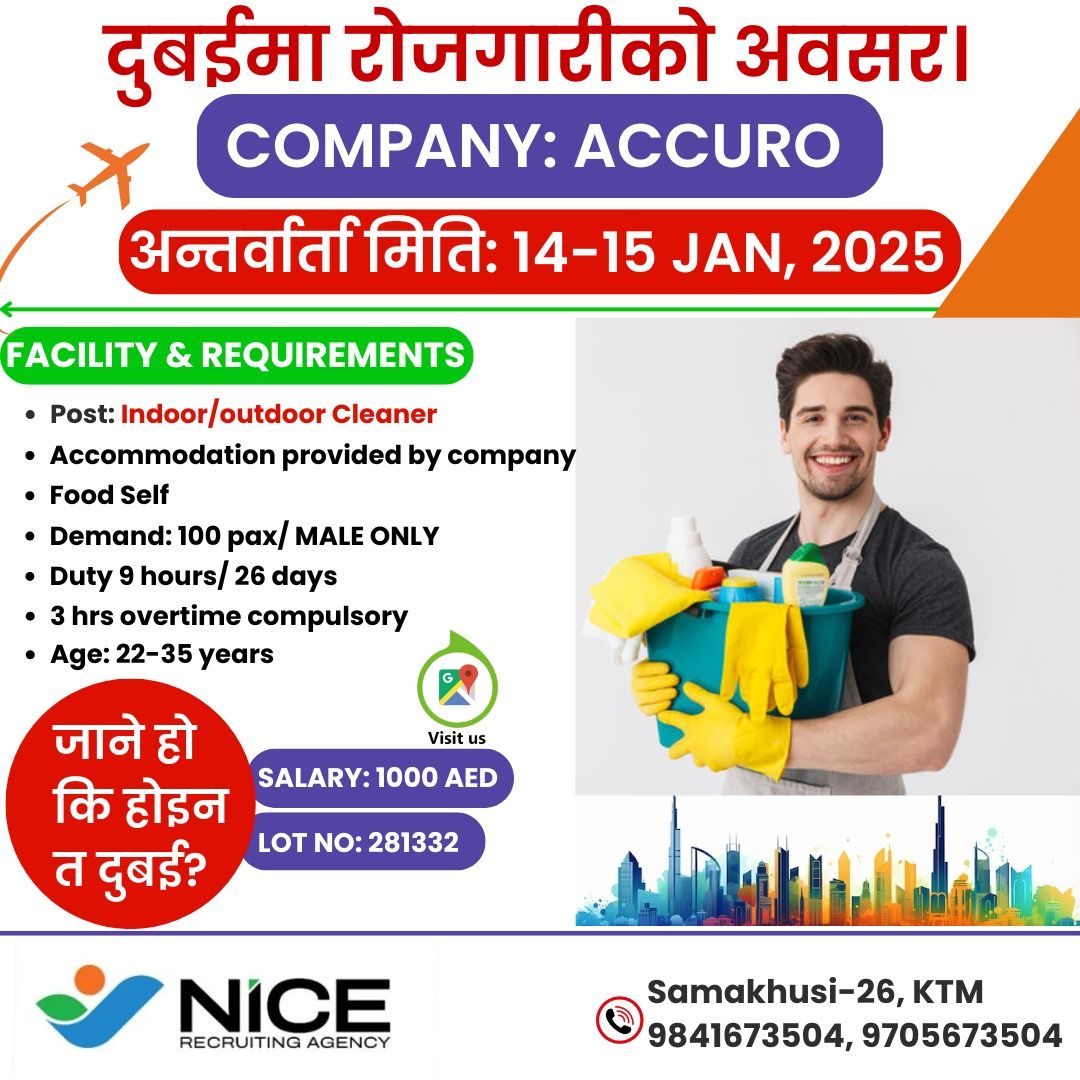 दुबईमा रोजगारीको अवसर।
COMPANY: ACCURO
अन्तर्वार्ता मिति: 14-15 JAN, 2025
FACILITY & REQUIREMENTS
• Post: Indoor/outdoor Cleaner
• Accommodation provided by company
• Food Self
• Demand: 100 pax/ MALE ONLY
• Duty 9 hours/ 26 days
• 3 hrs overtime compulsory
• Age: 22-35 years
G
Visit us
जाने हो
कि होइन
त दुबई?
SALARY: 1000 AED
LOT NO: 281332
NICE
RECRUITING AGENCY
Samakhusi-26, KTM
9841673504, 9705673504